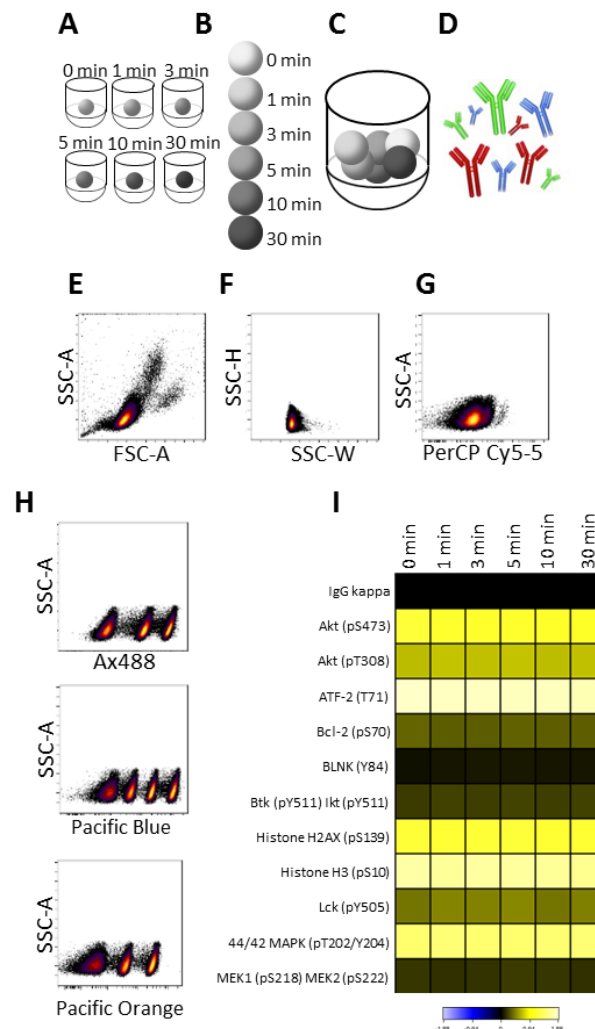 A
B
C
D
0 min 1 min 3 min
5 min 10 min 30 min
0 min
1 min
3 min
5 min
10 min
30 min
E
F
G
SSC-A
FSC-A
SSC-H
SSC-W
SSC-A
PerCP Cy5-5
H
SSC-A
Ax488
SSC-A
Pacific Blue
SSC-A
Pacific Orange
I
0 min
1 min
3 min
5 min
10 min
30 min
IgG kappa
Akt (pS473)
Akt (pT308)
ATF-2 (T71)
Bcl-2 (pS70)
BLNK (Y84)
Btk (pY511) Ikt (pY511)
Histone H2AX (pS139)
Histone H3 (pS10)
Lck (pY505)
44/42 MAPK (pT202/Y204)
MEK1 (pS218) MEK2 (pS222)